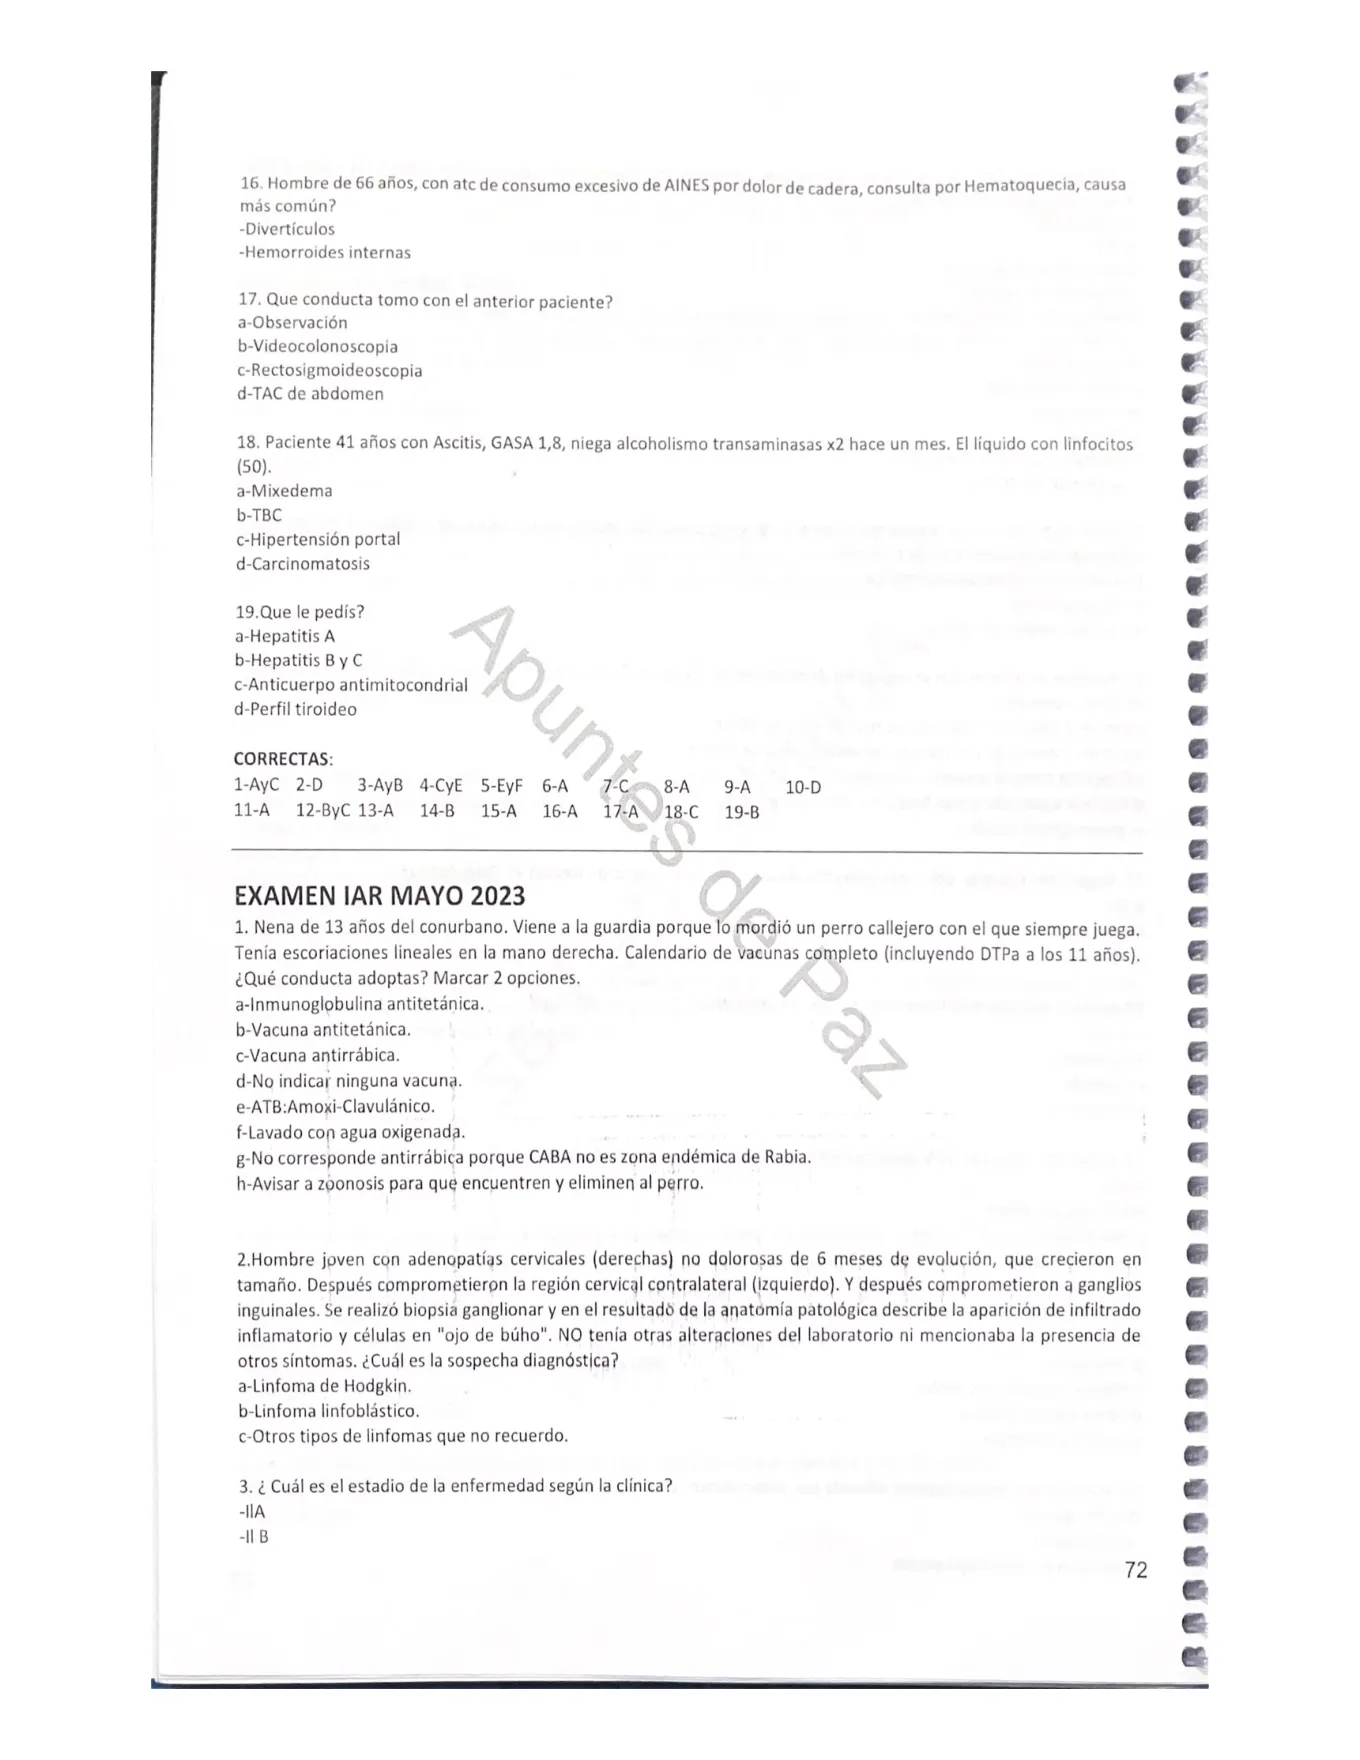 16. Hombre de 66 años, con atc de consumo excesivo de AINES por dolor de cadera, consulta por Hematoquecia, causa
más común?
-Divertículos
-Hemorroides internas
17. Que conducta tomo con el anterior paciente?
a-Observación
b-Videocolonoscopia
c-Rectosigmoideoscopia
d-TAC de abdomen
18. Paciente 41 años con Ascitis, GASA 1,8, niega alcoholismo transaminasas x2 hace un mes. El líquido con linfocitos
(50).
a-Mixedema
b-TBC
c-Hipertensión portal
d-Carcinomatosis
19.Que le pedís?
a-Hepatitis A
b-Hepatitis B y C
c-Anticuerpo antimitocondrial
d-Perfil tiroideo
CORRECTAS:
1-AyC 2-D 3-AyB 4-CyE 5-EyF 6-A 7-C 8-A 9-A 10-D
11-A 12-ByC 13-A 14-B 15-A 16-A 17-A 18-C 19-B
Apuntes de Paz
EXAMEN IAR MAYO 2023
1. Nena de 13 años del conurbano. Viene a la guardia porque lo mordió un perro callejero con el que siempre juega.
Tenía escoriaciones lineales en la mano derecha. Calendario de vacunas completo (incluyendo DTPa a los 11 años).
¿Qué conducta adoptas? Marcar 2 opciones.
a-Inmunoglobulina antitetánica.
b-Vacuna antitetánica.
c-Vacuna antirrábica.
d-No indicar ninguna vacuna.
e-ATB:Amoxi-Clavulánico.
f-Lavado con agua oxigenada.
g-No corresponde antirrábica porque CABA no es zona endémica de Rabia.
h-Avisar a zoonosis para que encuentren y eliminen al perro.
2.Hombre joven con adenopatías cervicales (derechas) no dolorosas de 6 meses de evolución, que crecieron en
tamaño. Después comprometieron la región cervical contralateral (Izquierdo). Y después comprometieron a ganglios
inguinales. Se realizó biopsia ganglionar y en el resultado de la anatomía patológica describe la aparición de infiltrado
inflamatorio y células en "ojo de búho". NO tenía otras alteraciones del laboratorio ni mencionaba la presencia de
otros síntomas. ¿Cuál es la sospecha diagnóstica?
a-Linfoma de Hodgkin.
b-Linfoma linfoblástico.
c-Otros tipos de linfomas que no recuerdo.
3. ¿ Cuál es el estadio de la enfermedad según la clínica?
-IIA
-II B
72